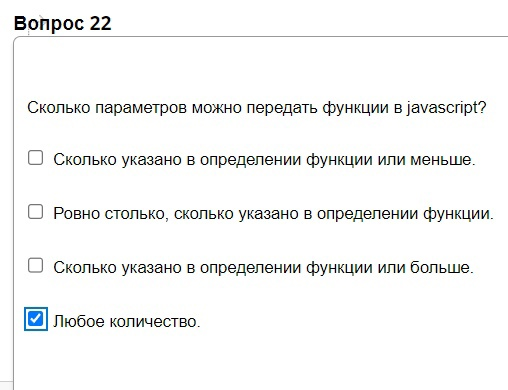 Вопрос 22
Сколько параметров можно передать функции в javascript?
Сколько указано в определении функции или меньше.
Ровно столько, сколько указано в определении функции.
Сколько указано в определении функции или больше.
Любое количество.